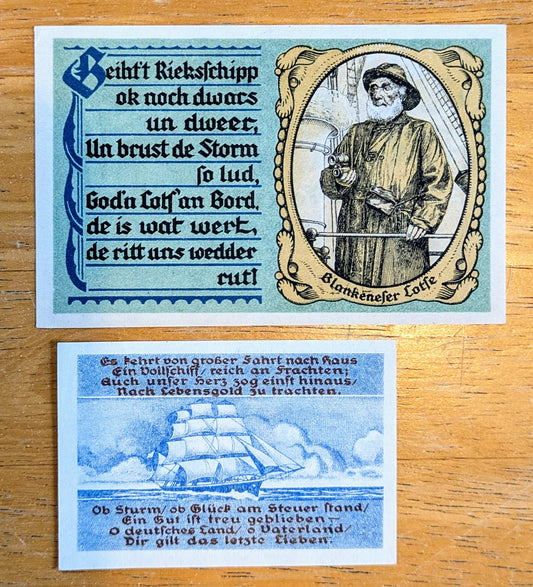 Geiht't Rieksschipp
ok noch dwars
un dweer,
Un brust de Storm
so lud,
God'n Lots' an Bord,
de is wat wert,
de ritt uns wedder
rut!
Blankeneser Lotse
Es kehrt von großer Fahrt nach Haus
Ein Vollschiff/ reich an Frachten;
Auch unser Herz zog einst hinaus/
Nach Lebensgold zu trachten.
Ob Sturm/ ob Glück am Steuer stand/
Ein Gut ist treu geblieben –
O deutsches Land/ o Vaterland/
Dir gilt das letzte Lieben.